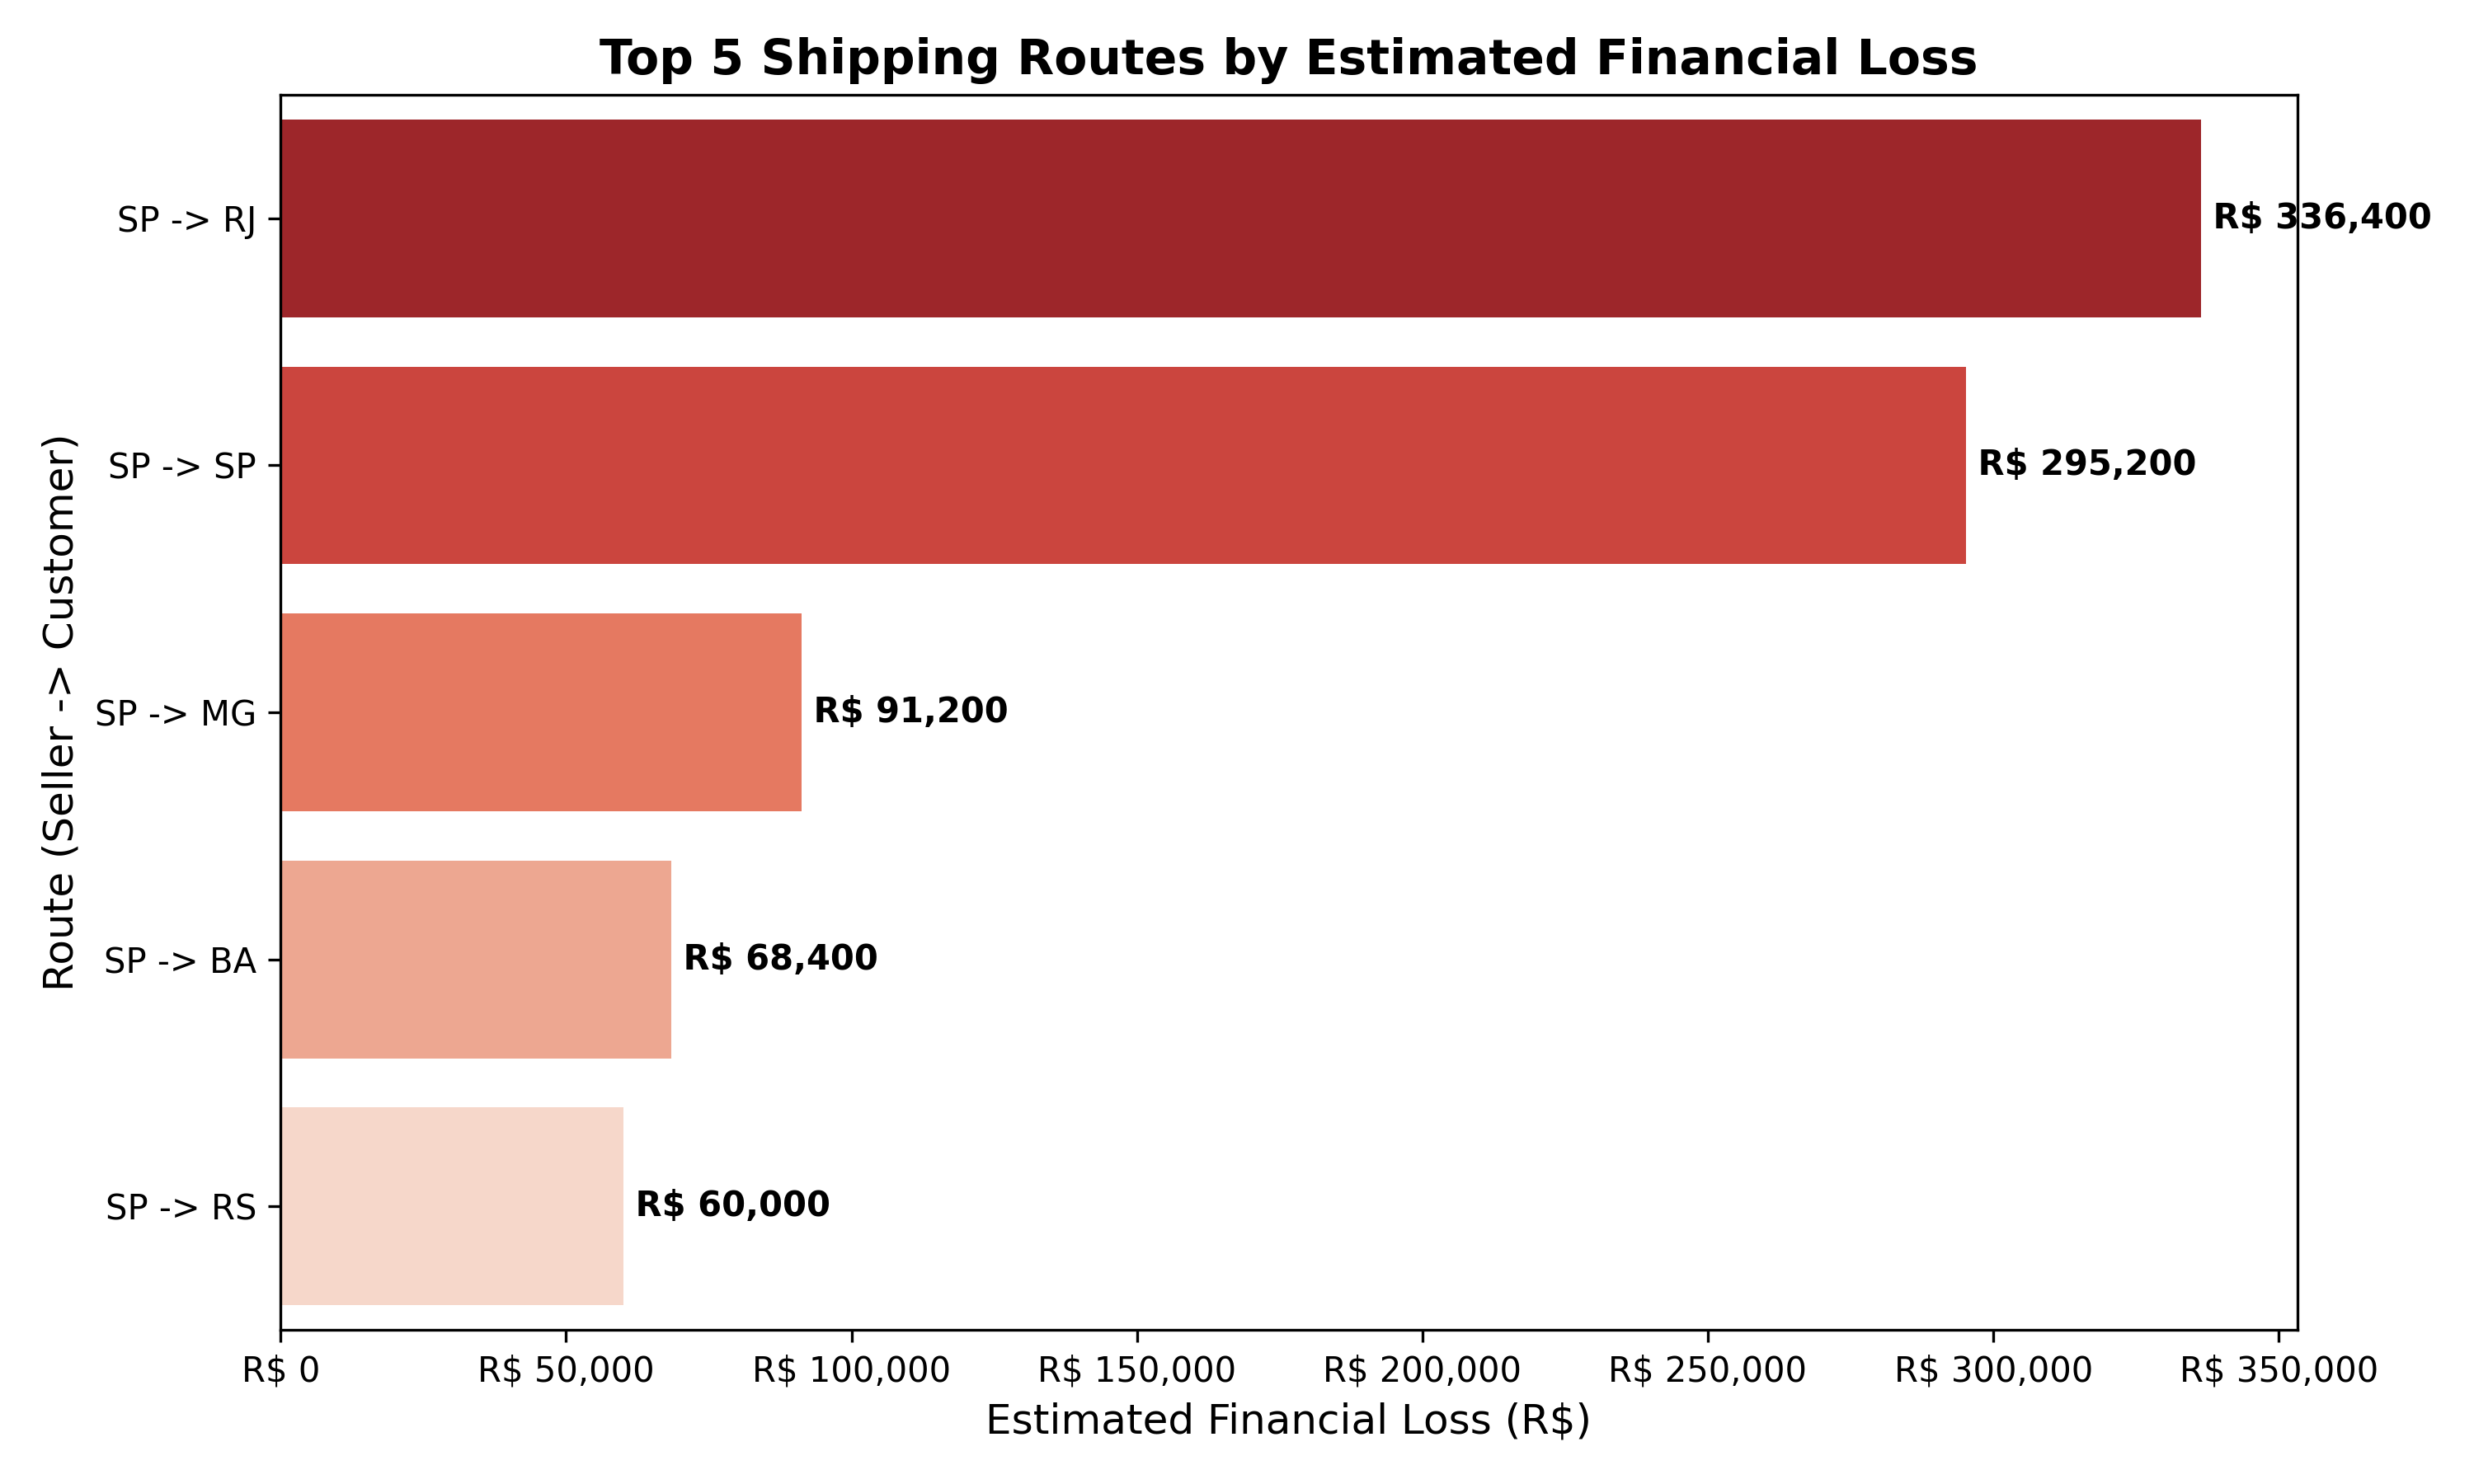 Top 5 Shipping Routes by Estimated Financial Loss
Route (Seller -> Customer)
SP -> RJ
R$ 336,400
SP -> SP
R$ 295,200
SP -> MG
R$ 91,200
SP -> BA
R$ 68,400
SP -> RS
R$ 60,000
R$ 0
R$ 50,000
R$ 100,000
R$ 150,000
R$ 200,000
R$ 250,000
R$ 300,000
R$ 350,000
Estimated Financial Loss (R$)